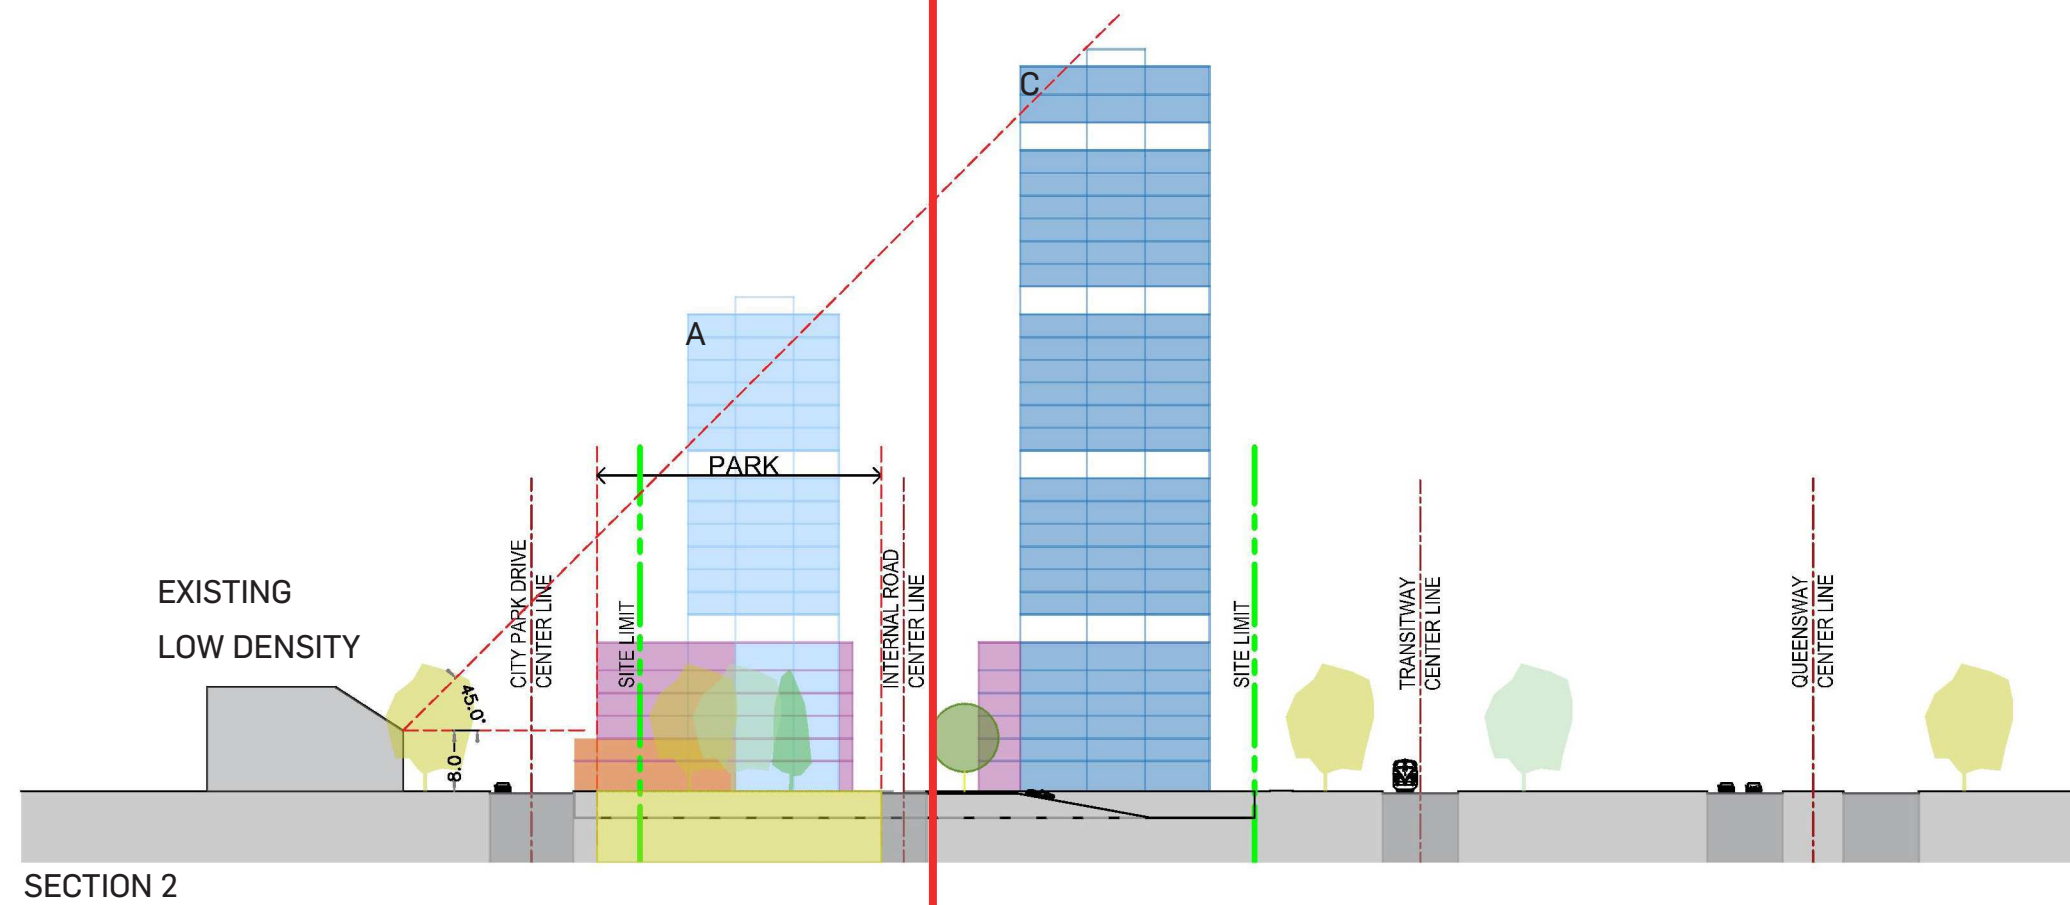 C
A
PARK
EXISTING
LOW DENSITY
CITY PARK DRIVE
CENTER LINE
SITE LIMIT
INTERNAL ROAD
CENTER LINE
SITE LIMIT
TRANSITWAY
CENTER LINE
QUEENSWAY
CENTER LINE
45.0°
8.0
SECTION 2